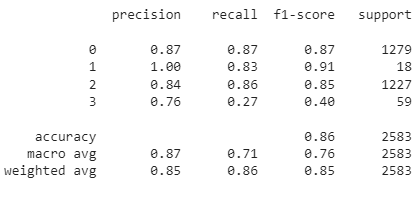 precision recall f1-score support
0 0.87 0.87 0.87 1279
1 1.00 0.83 0.91 18
2 0.84 0.86 0.85 1227
3 0.76 0.27 0.40 59
accuracy 0.86 2583
macro avg 0.87 0.71 0.76 2583
weighted avg 0.85 0.86 0.85 2583